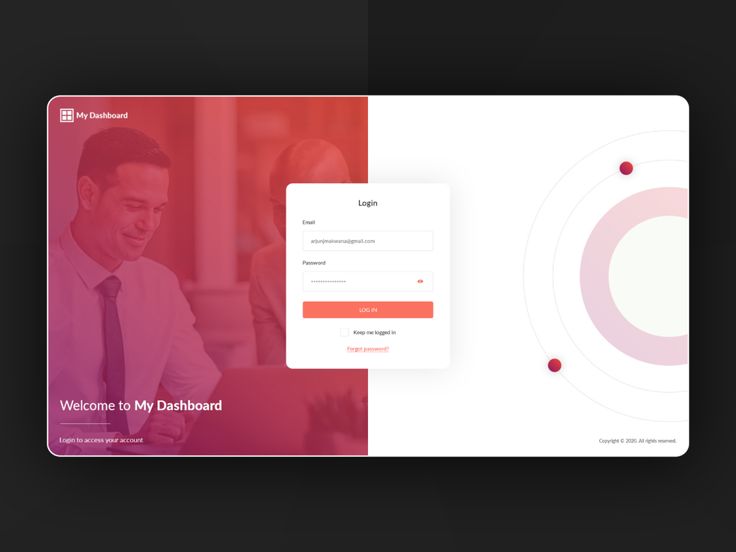 My Dashboard
Login
Email
arjunjmakwana@gmail.com
Password
***************
LOG IN
Keep me logged in
Forgot password?
Welcome to My Dashboard
Login to access your account
Copyright © 2020. All rights reserved.